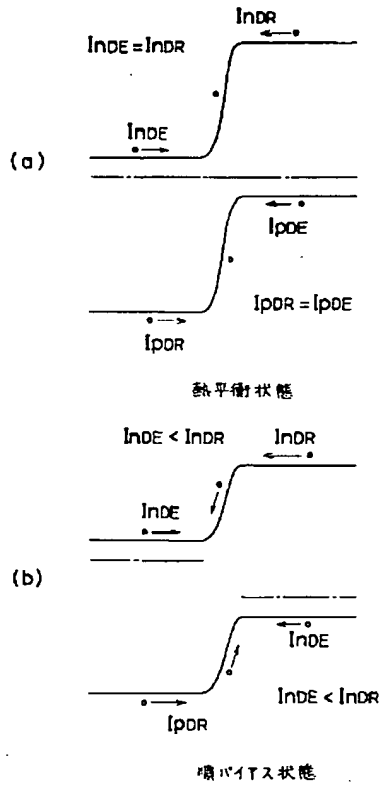 InDR
InDE = InDR
InDE
(a)
IpDE
IpDR = IpDE
IpDR
熱平衡状態
InDE < InDR
InDR
InDE
(b)
InDE
InDE < InDR
IpDR
順バイアス状態